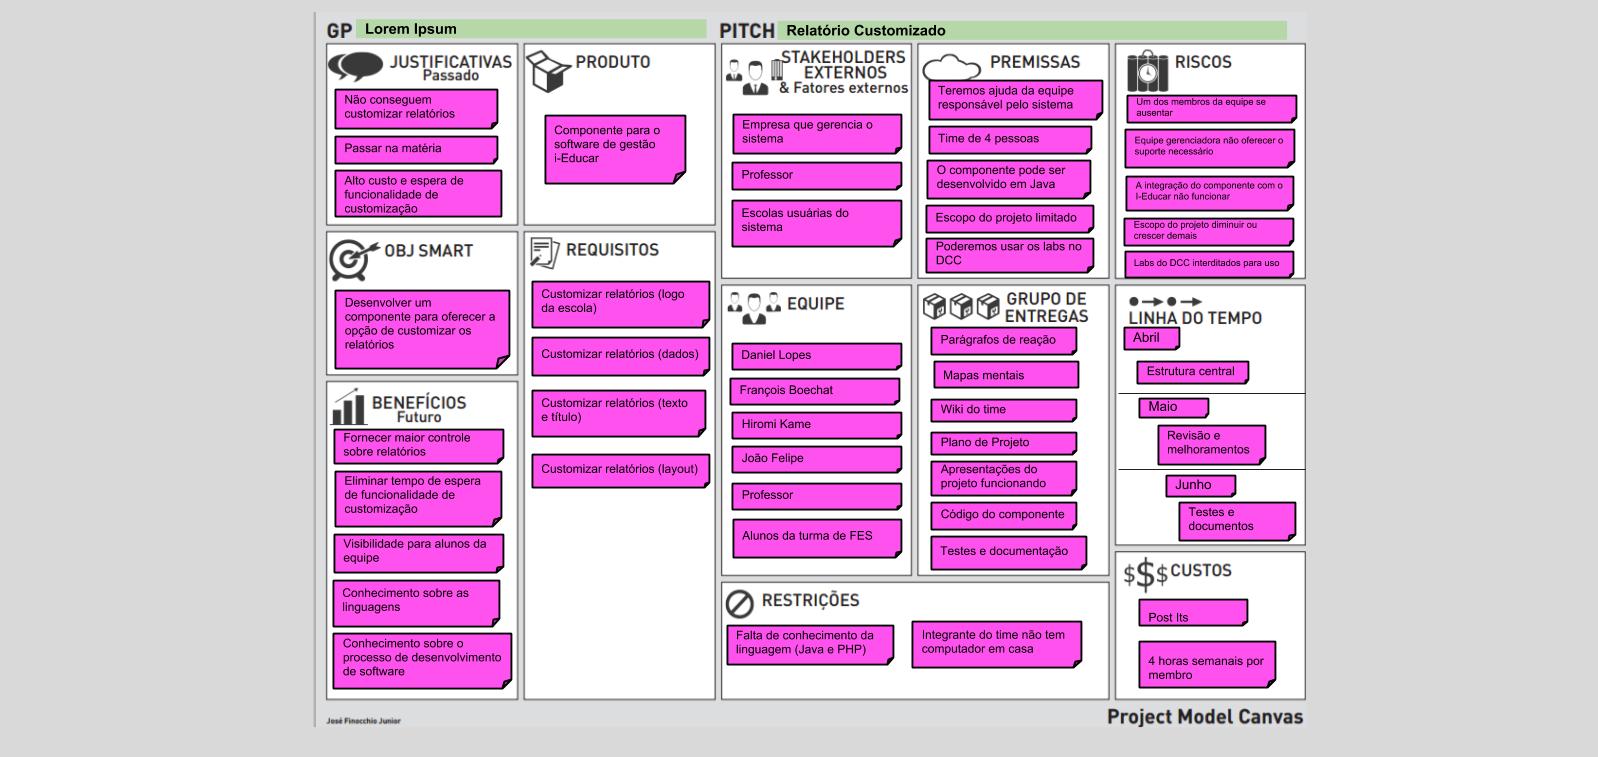 GP Lorem Ipsum
PITCH Relatório Customizado
JUSTIFICATIVAS
Passado
Não conseguem
customizar relatórios
Passar na matéria
Alto custo e espera de
funcionalidade de
customização
OBJ SMART
Desenvolver um
componente para oferecer a
opção de customizar os
relatórios
BENEFÍCIOS
Futuro
Fornecer maior controle
sobre relatórios
Eliminar tempo de espera
de funcionalidade de
customização
Visibilidade para alunos da
equipe
Conhecimento sobre as
linguagens
Conhecimento sobre o
processo de desenvolvimento
de software
PRODUTO
Componente para o
software de gestão
i-Educar
REQUISITOS
Customizar relatórios (logo
da escola)
Customizar relatórios (dados)
Customizar relatórios (texto
e título)
Customizar relatórios (layout)
STAKEHOLDERS
EXTERNOS
& Fatores externos
Empresa que gerencia o
sistema
Professor
Escolas usuárias do
sistema
EQUIPE
Daniel Lopes
François Boechat
Hiromi Kame
João Felipe
Professor
Alunos da turma de FES
PREMISSAS
Teremos ajuda da equipe
responsável pelo sistema
Time de 4 pessoas
O componente pode ser
desenvolvido em Java
Escopo do projeto limitado
Poderemos usar os labs no
DCC
GRUPO DE
ENTREGAS
Parágrafos de reação
Mapas mentais
Wiki do time
Plano de Projeto
Apresentações do
projeto funcionando
Código do componente
Testes e documentação
RESTRIÇÕES
Falta de conhecimento da
linguagem (Java e PHP)
Integrante do time não tem
computador em casa
RISCOS
Um dos membros da equipe se
ausentar
Equipe gerenciadora não oferecer o
suporte necessário
A integração do componente com o
I-Educar não funcionar
Escopo do projeto diminuir ou
crescer demais
Labs do DCC interditados para uso
LINHA DO TEMPO
Abril
Estrutura central
Maio
Revisão e
melhoramentos
Junho
Testes e
documentos
$$$ CUSTOS
Post Its
4 horas semanais por
membro
José Finocchio Junior
Project Model Canvas